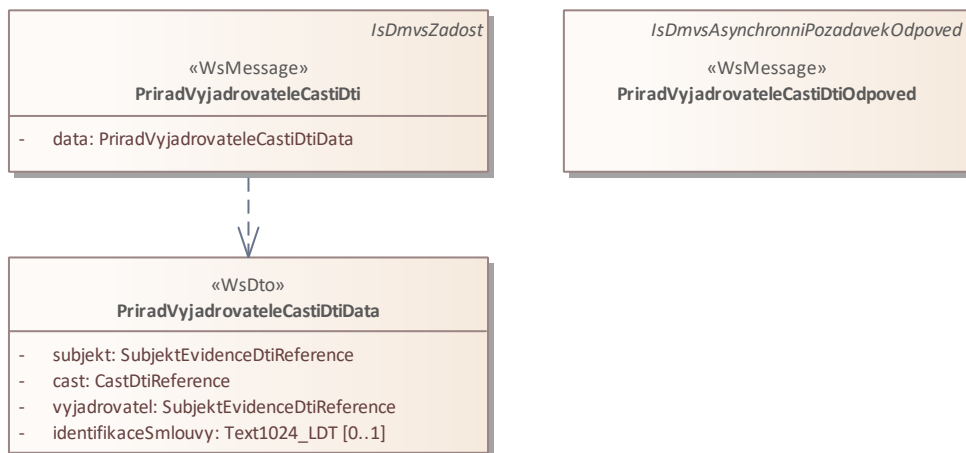 IsDmvsZadost
«WsMessage»
PriradVyjadrovateleCastiDti
- data: PriradVyjadrovateleCastiDtiData
IsDmvsAsynchronniPozadavekOdpoved
«WsMessage»
PriradVyjadrovateleCastiDtiOdpoved
«WsDto»
PriradVyjadrovateleCastiDtiData
- subjekt: SubjektEvidenceDtiReference
- cast: CastDtiReference
- vyjadrovatel: SubjektEvidenceDtiReference
- identifikaceSmlouvy: Text1024_LDT [0..1]